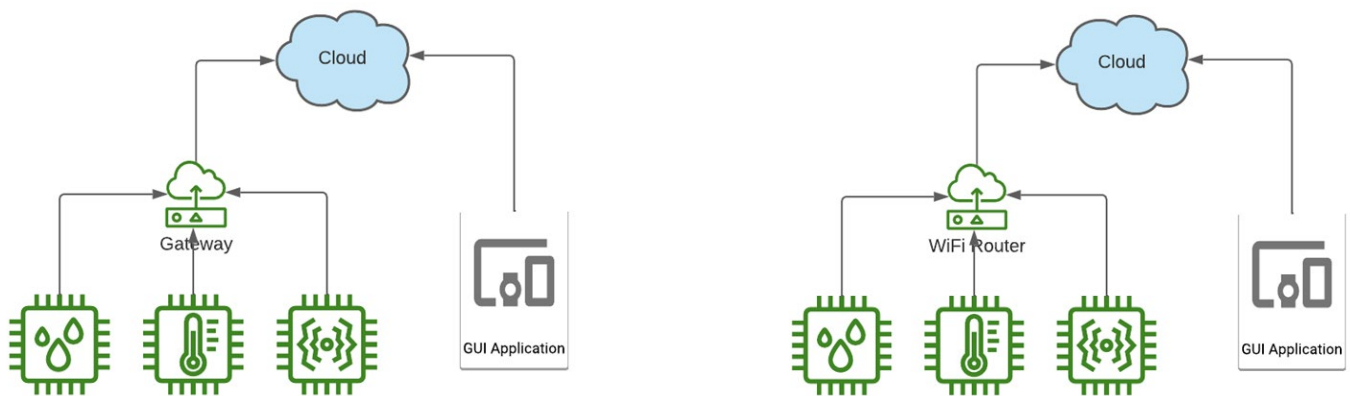 Cloud
Cloud
Gateway
WiFi Router
GUI Application
GUI Application